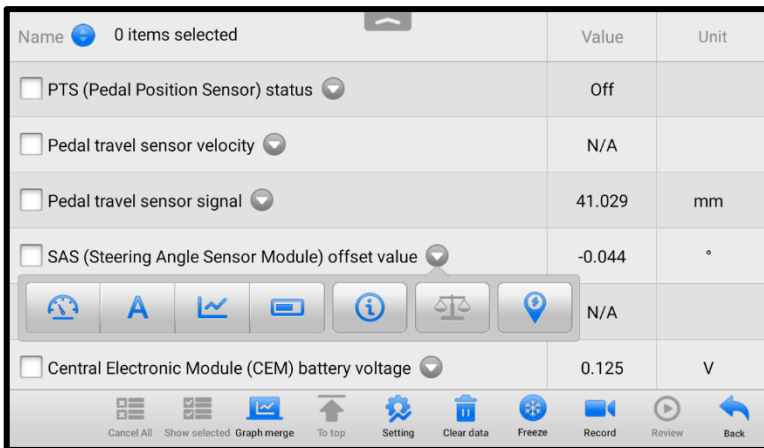 Name 0 items selected Value Unit
PTS (Pedal Position Sensor) status Off
Pedal travel sensor velocity N/A
Pedal travel sensor signal 41.029 mm
SAS (Steering Angle Sensor Module) offset value -0.044 °
A N/A
Central Electronic Module (CEM) battery voltage 0.125 V
Cancel All Show selected Graph merge To top Setting Clear data Freeze Record Review Back